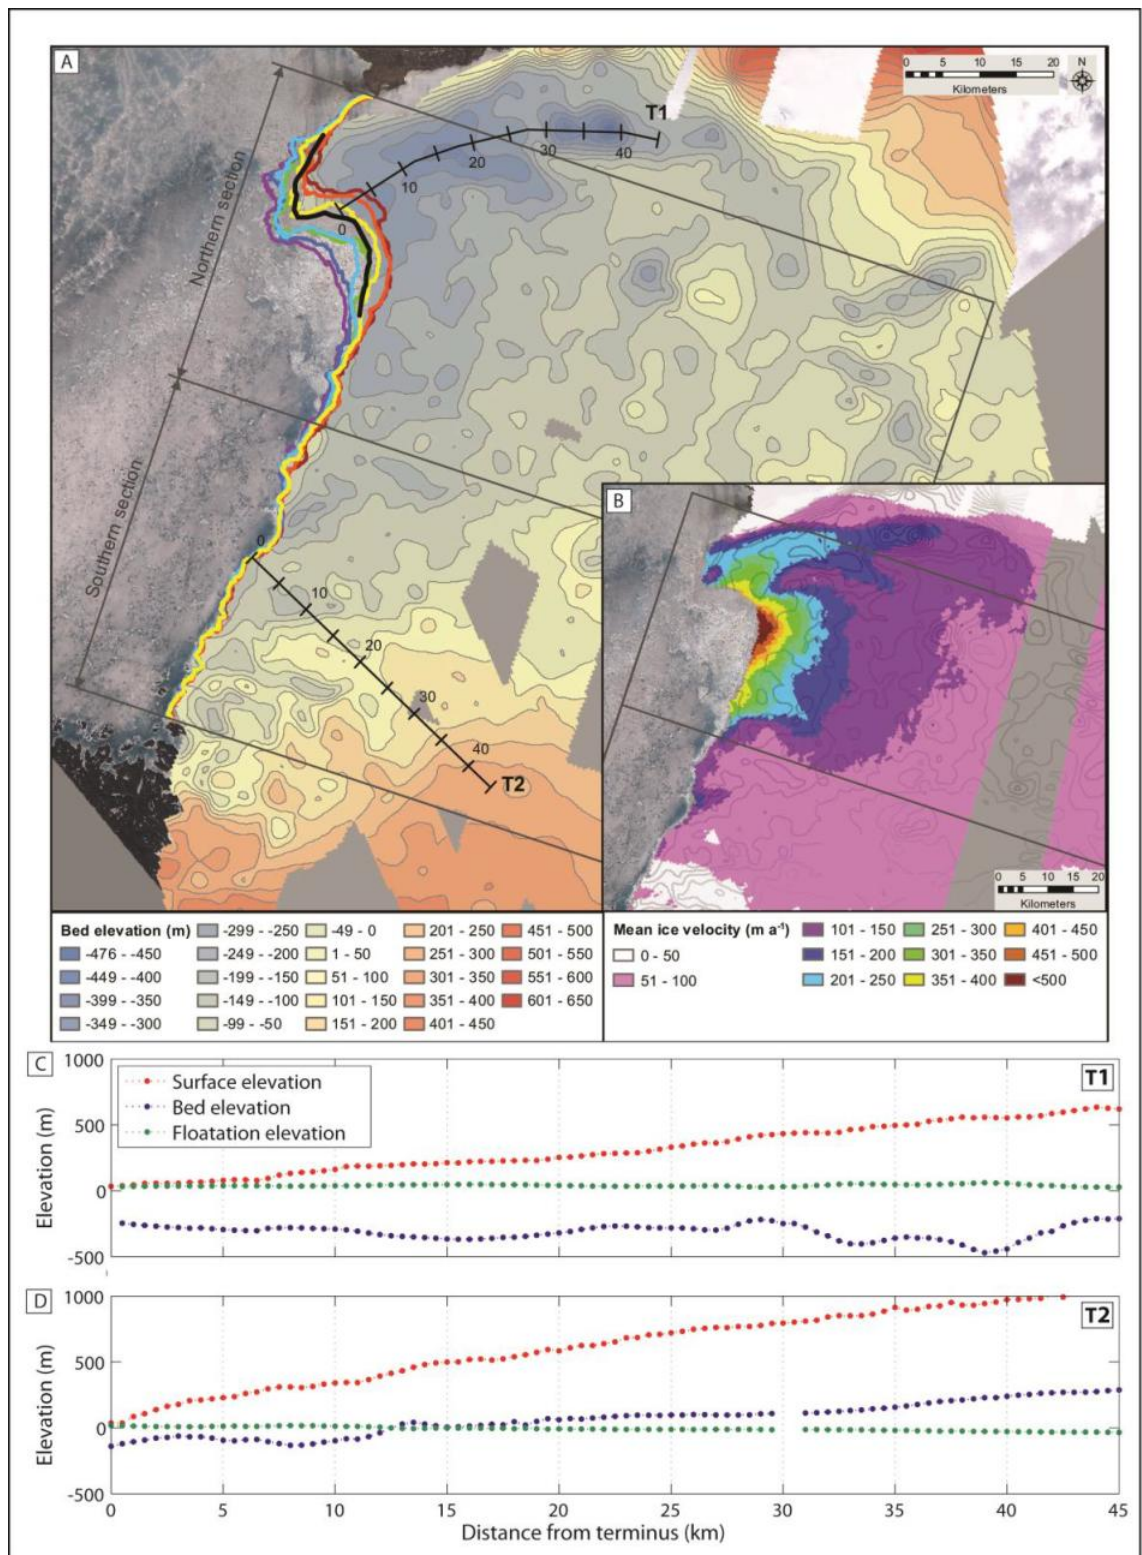 A
0 5 10 15 20
Kilometers
N
T1
10
20
30
40
0
Northern section
Southern section
0
10
20
30
40
T2
B
0 5 10 15 20
Kilometers
Bed elevation (m)
-476 - -450
-449 - -400
-399 - -350
-349 - -300
-299 - -250
-249 - -200
-199 - -150
-149 - -100
-99 - -50
-49 - 0
1 - 50
51 - 100
101 - 150
151 - 200
201 - 250
251 - 300
301 - 350
351 - 400
401 - 450
451 - 500
501 - 550
551 - 600
601 - 650
Mean ice velocity (m a⁻¹)
0 - 50
51 - 100
101 - 150
151 - 200
201 - 250
251 - 300
301 - 350
351 - 400
401 - 450
451 - 500
<500
C
T1
Surface elevation
Bed elevation
Floatation elevation
Elevation (m)
1000
500
0
-500
D
T2
Elevation (m)
1000
500
0
-500
0 5 10 15 20 25 30 35 40 45
Distance from terminus (km)